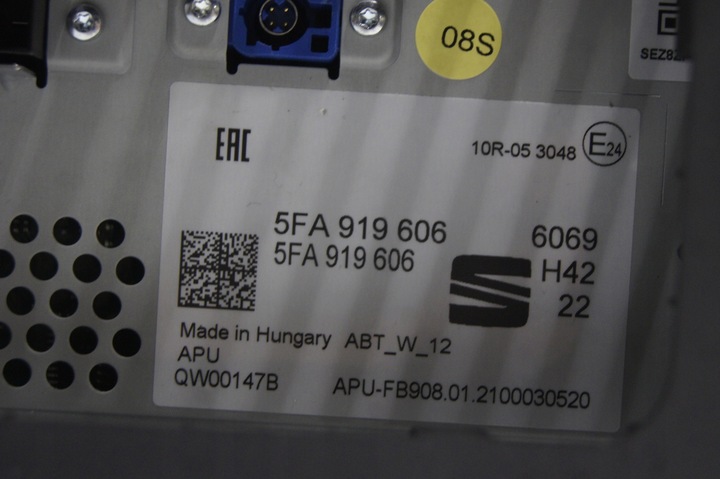 08S
EAC
10R-05 3048 E24
5FA 919 606
5FA 919 606
6069
H42
22
Made in Hungary ABT_W_12
APU
QW00147B
APU-FB908.01.2100030520